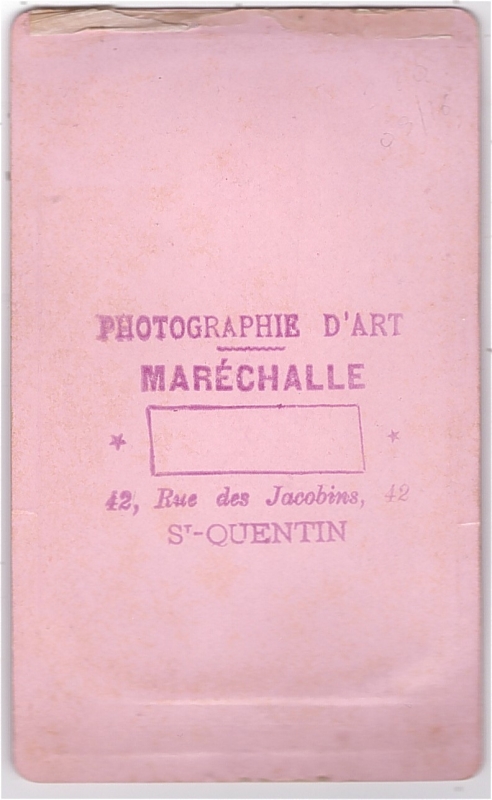 PHOTOGRAPHIE D'ART
MARÉCHALLE
42, Rue des Jacobins, 42
Sᵀ-QUENTIN